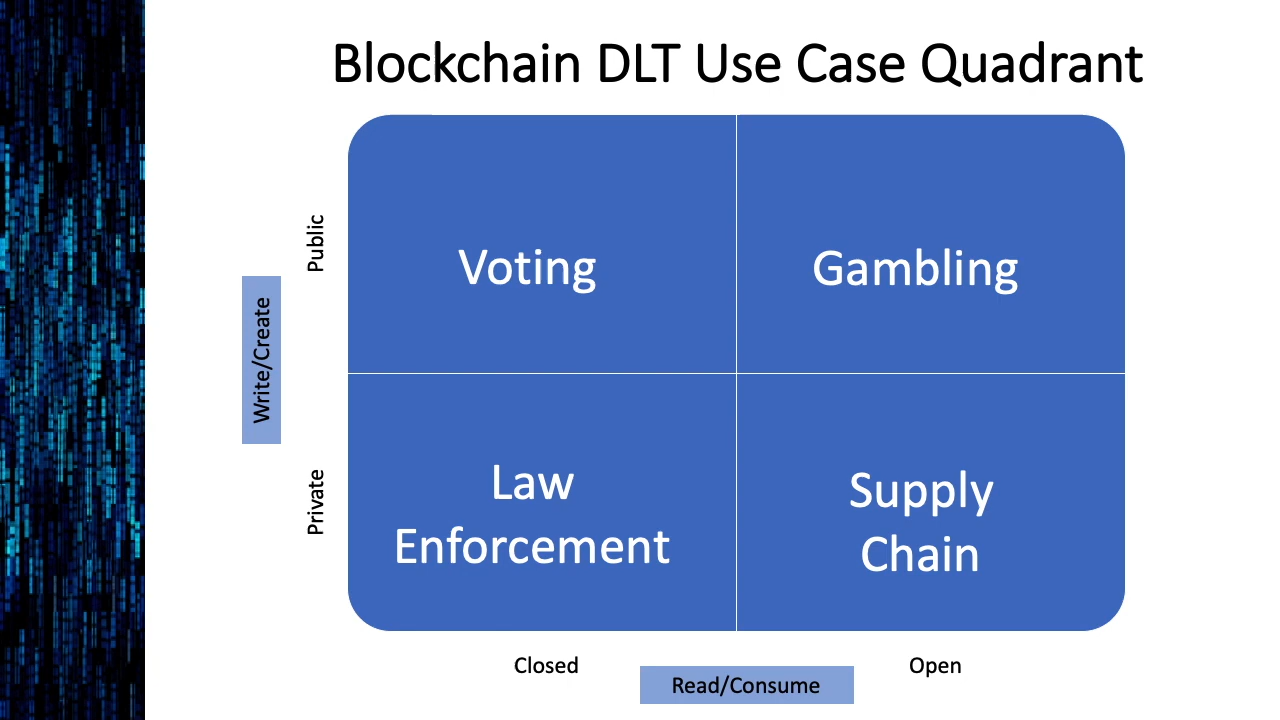 Blockchain DLT Use Case Quadrant
Public
Voting
Gambling
Write/Create
Private
Law
Enforcement
Supply
Chain
Closed
Open
Read/Consume